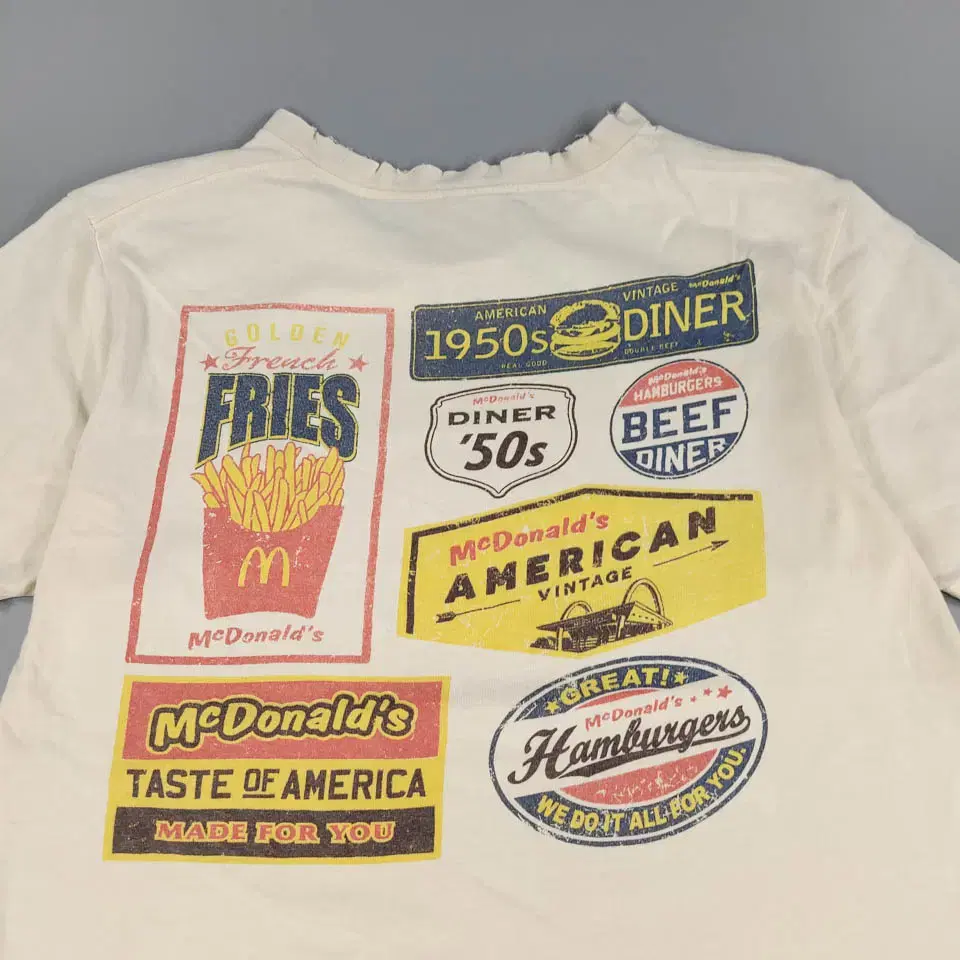 GOLDEN
French
FRIES
M
McDonald's
AMERICAN
VINTAGE
McDonald's
1950s
DINER
REAL GOOD
DOUBLE BEEF
McDonald's
DINER
'50s
McDonald's
HAMBURGERS
BEEF
DINER
McDonald's
AMERICAN
VINTAGE
McDonald's
TASTE OF AMERICA
MADE FOR YOU
GREAT!
McDonald's
Hamburgers
WE DO IT ALL FOR YOU.